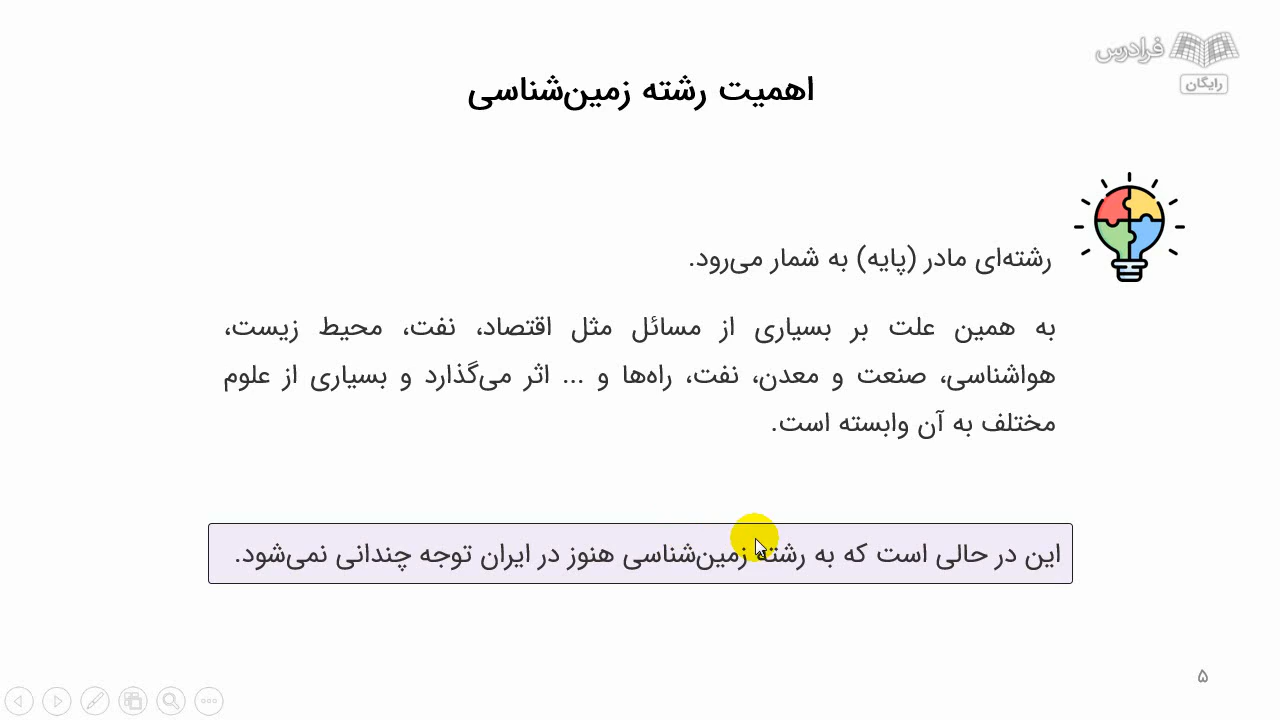 فرادرس
رایگان
اهمیت رشته زمین‌شناسی
رشته‌ای مادر (پایه) به شمار می‌رود.
به همین علت بر بسیاری از مسائل مثل اقتصاد، نفت، محیط زیست،
هواشناسی، صنعت و معدن، نفت، راه‌ها و ... اثر می‌گذارد و بسیاری از علوم
مختلف به آن وابسته است.
این در حالی است که به رشته زمین‌شناسی هنوز در ایران توجه چندانی نمی‌شود.
۵